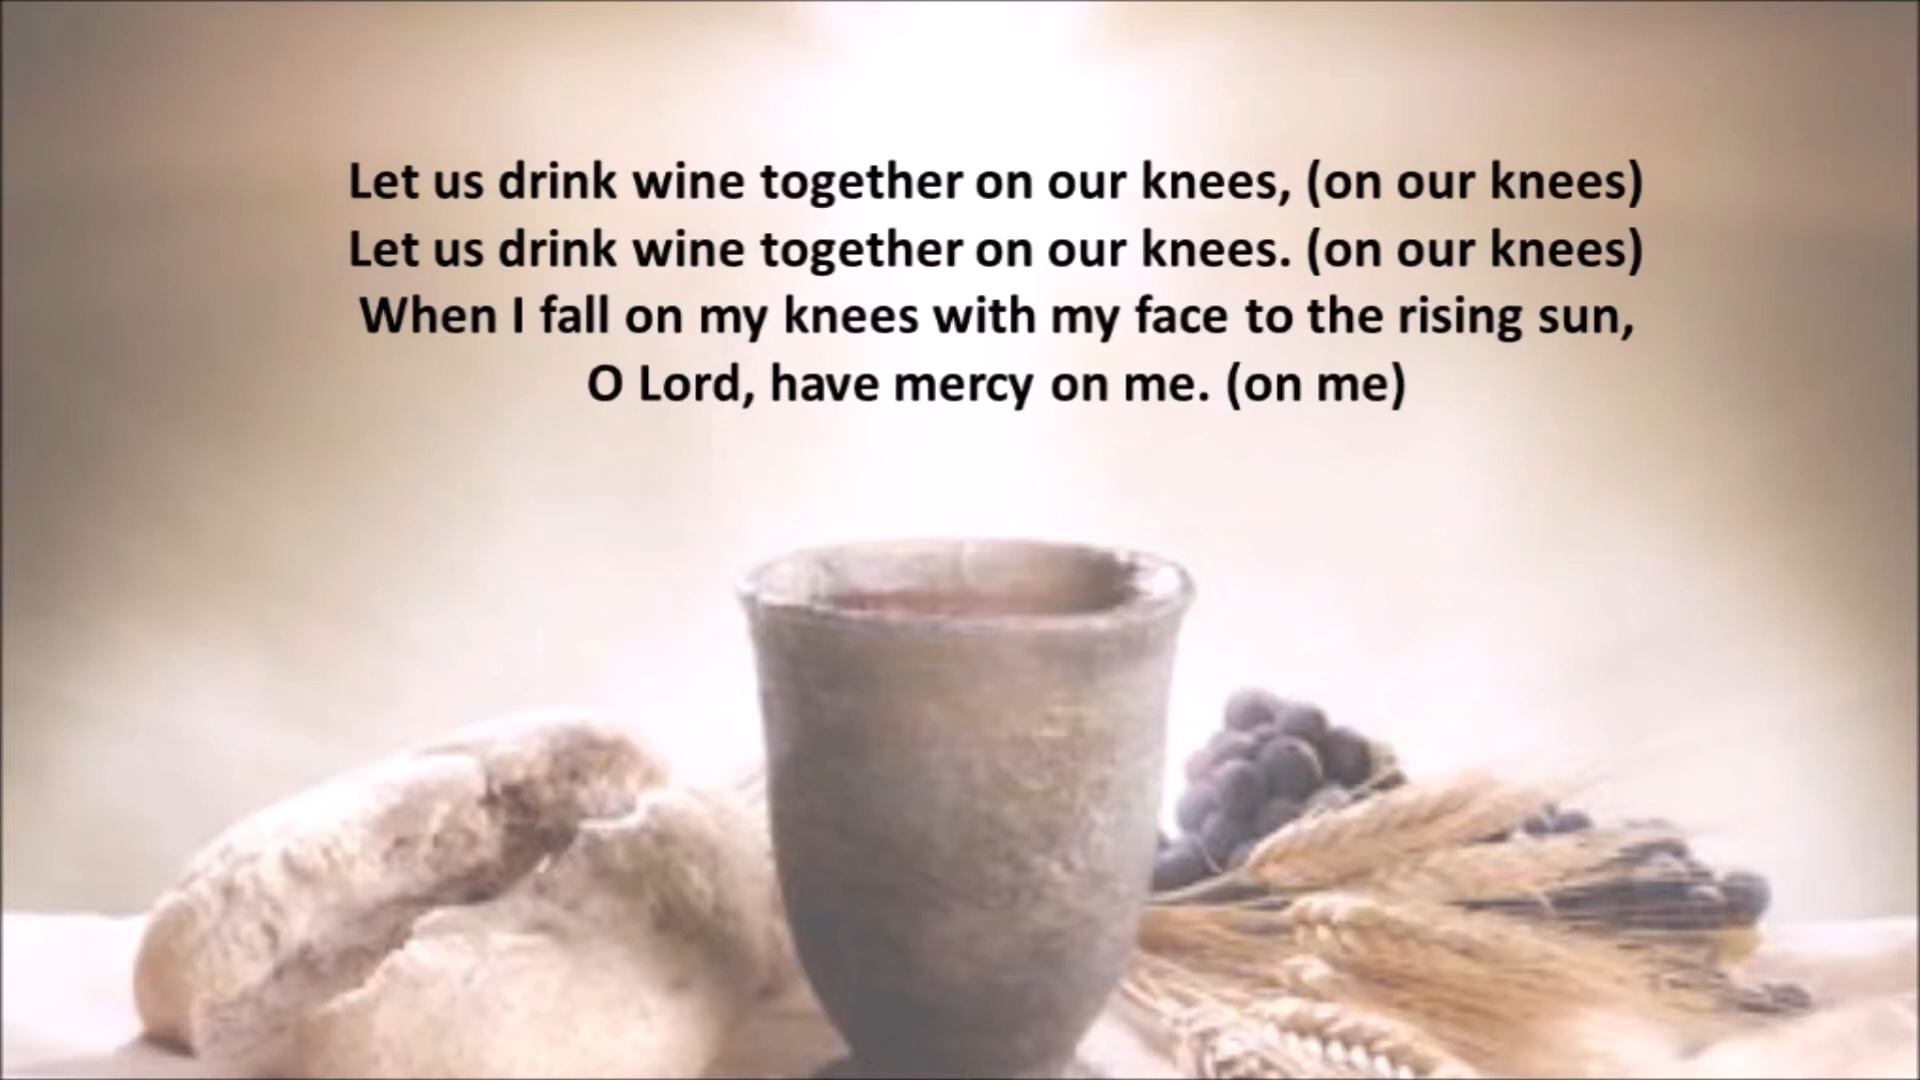 Let us drink wine together on our knees, (on our knees)
Let us drink wine together on our knees. (on our knees)
When I fall on my knees with my face to the rising sun,
O Lord, have mercy on me. (on me)